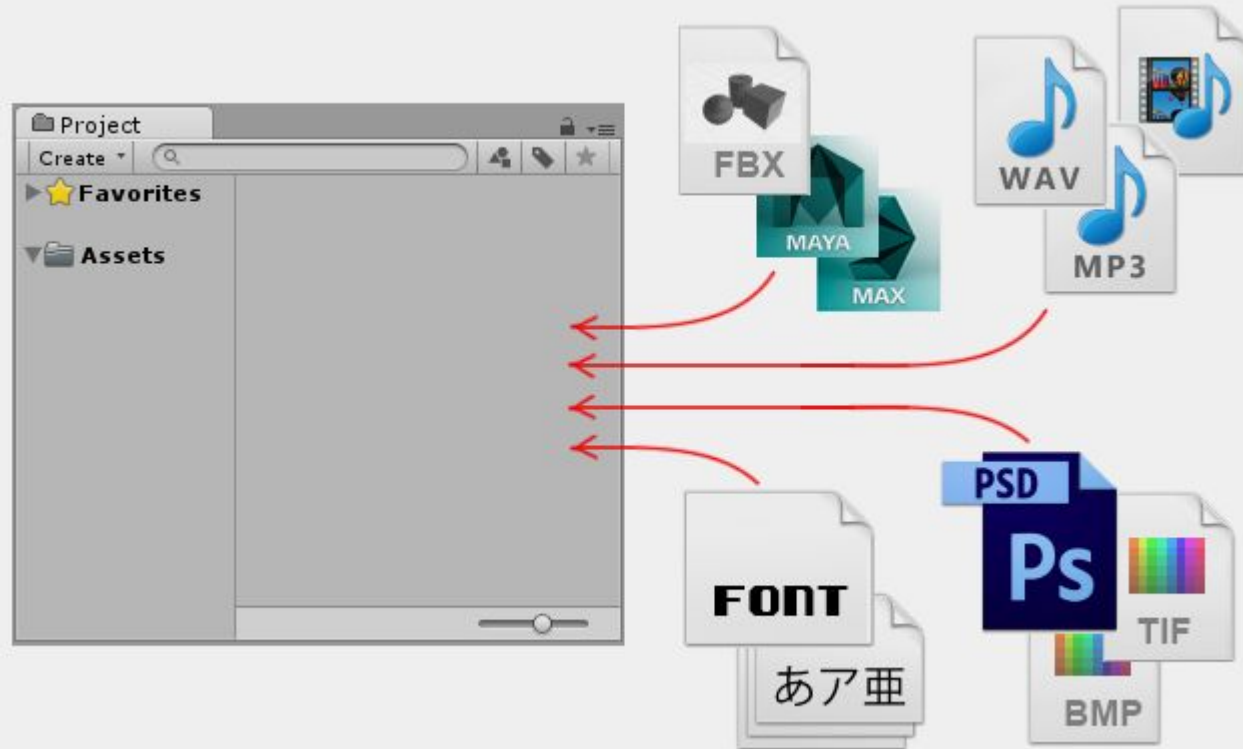 Project
Create
Favorites
Assets
FBX
MAYA
MAX
WAV
MP3
FONT
あア亜
PSD
Ps
TIF
BMP